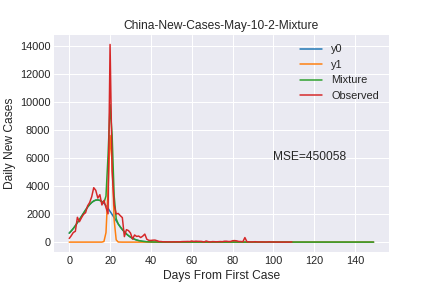 China-New-Cases-May-10-2-Mixture
14000
12000
10000
8000
6000
4000
2000
0
Daily New Cases
y0
y1
Mixture
Observed
MSE=450058
0 20 40 60 80 100 120 140
Days From First Case